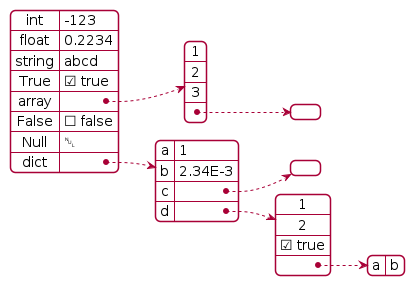 int -123
float 0.2234
string abcd
True ☑ true
array
False ☐ false
Null ␀
dict
1
2
3
a 1
b 2.34E-3
c
d
1
2
☑ true
a b